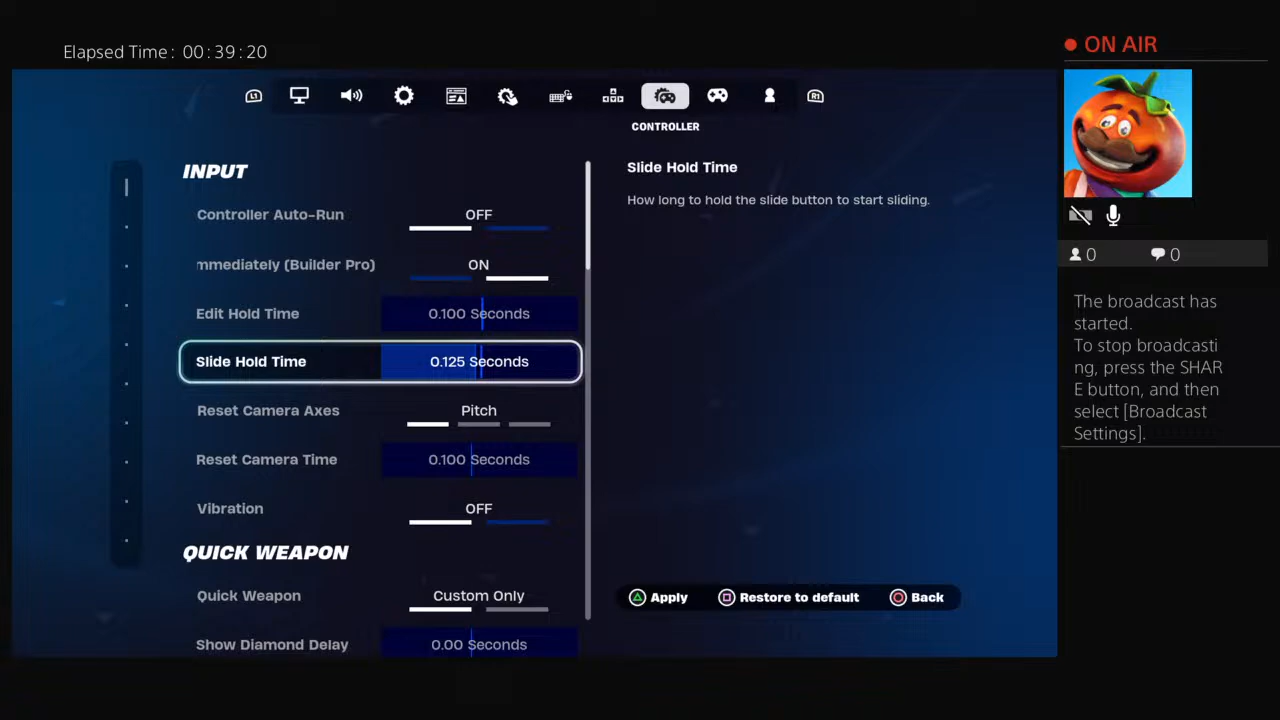 Elapsed Time: 00:39:20
ON AIR
L1
R1
CONTROLLER
INPUT
Controller Auto-Run
OFF
mmediately (Builder Pro)
ON
Edit Hold Time
0.100 Seconds
Slide Hold Time
0.125 Seconds
Reset Camera Axes
Pitch
Reset Camera Time
0.100 Seconds
Vibration
OFF
QUICK WEAPON
Quick Weapon
Custom Only
Show Diamond Delay
0.00 Seconds
Slide Hold Time
How long to hold the slide button to start sliding.
Apply
Restore to default
Back
0
0
The broadcast has
started.
To stop broadcasti
ng, press the SHAR
E button, and then
select [Broadcast
Settings].